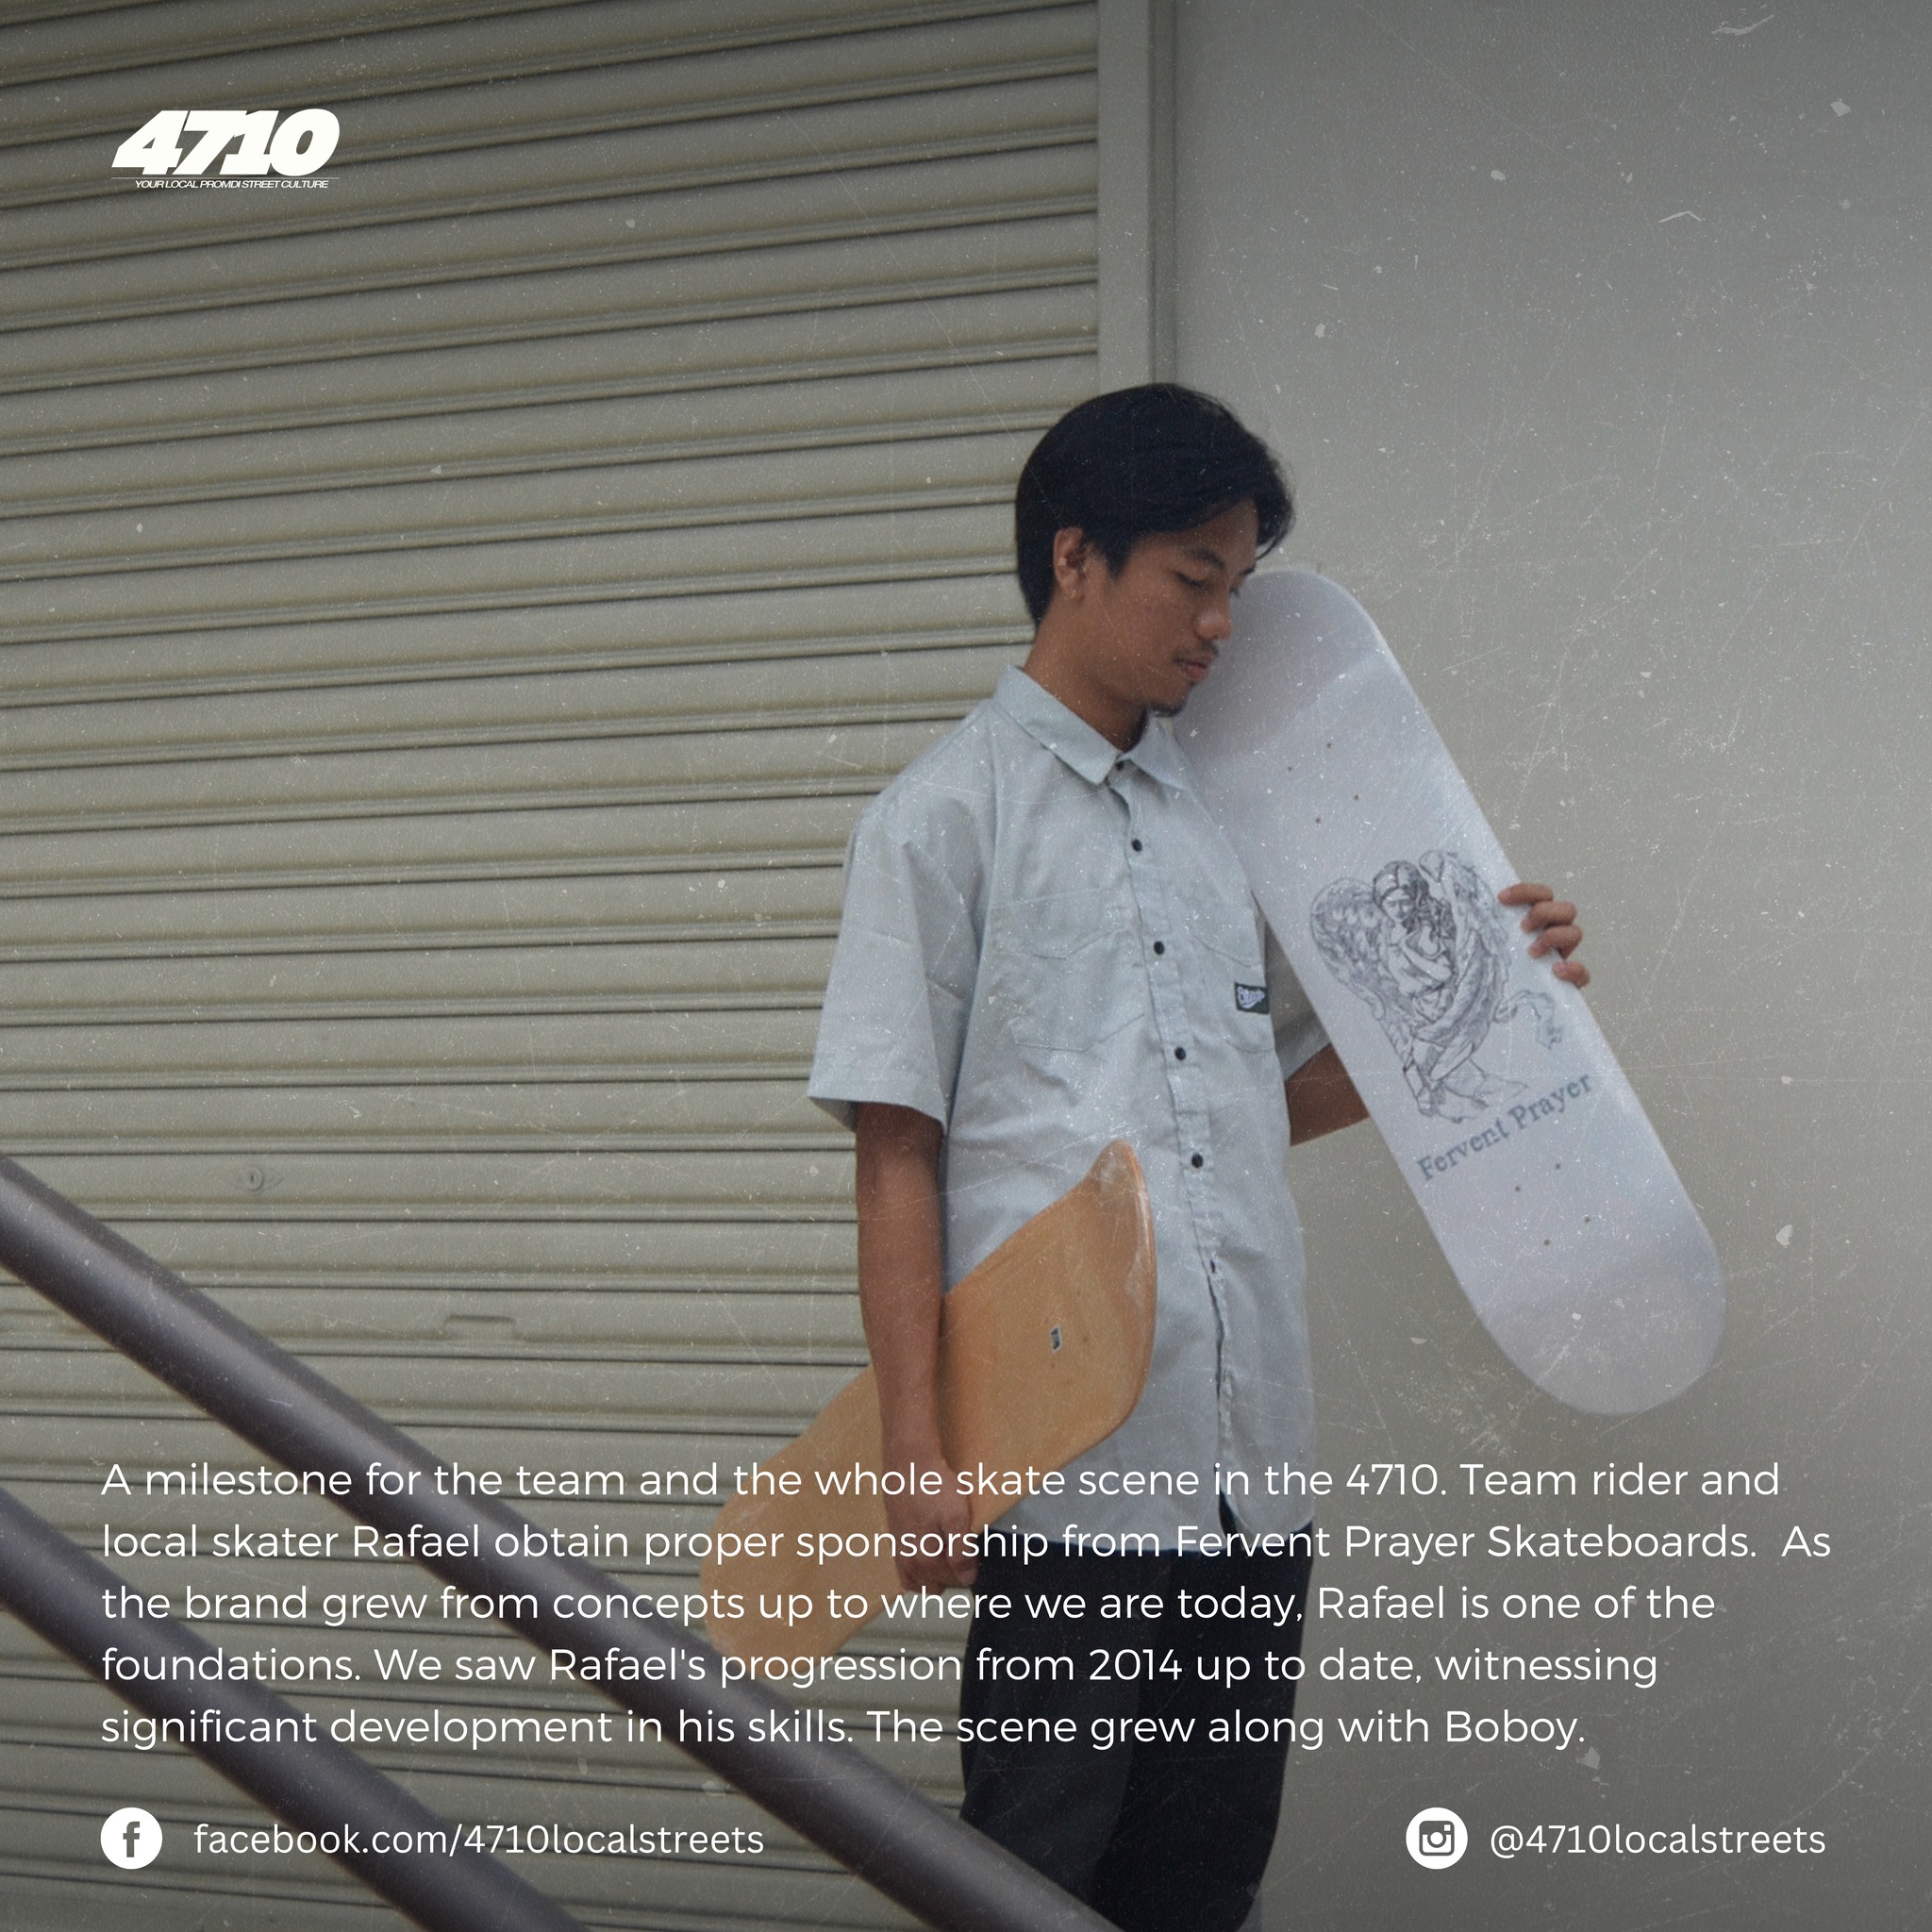 4710
YOUR LOCAL PROMDI STREET CULTURE
Fervent Prayer
A milestone for the team and the whole skate scene in the 4710. Team rider and
local skater Rafael obtain proper sponsorship from Fervent Prayer Skateboards.  As
the brand grew from concepts up to where we are today, Rafael is one of the
foundations. We saw Rafael's progression from 2014 up to date, witnessing
significant development in his skills. The scene grew along with Boboy.
facebook.com/4710localstreets
@4710localstreets